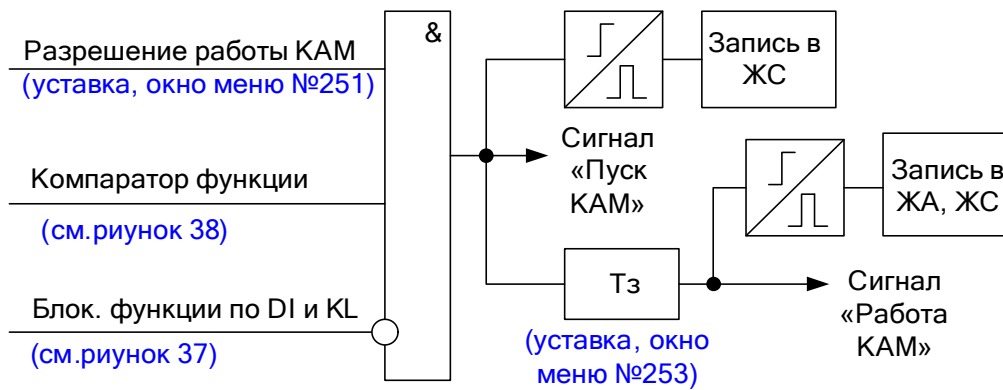 Разрешение работы КАМ
(уставка, окно меню №251)
Компаратор функции
(см.риунок 38)
Блок. функции по DI и KL
(см.риунок 37)
&
Запись в
ЖС
Сигнал
«Пуск
КАМ»
Тз
(уставка, окно
меню №253)
Запись в
ЖА, ЖС
Сигнал
«Работа
КАМ»